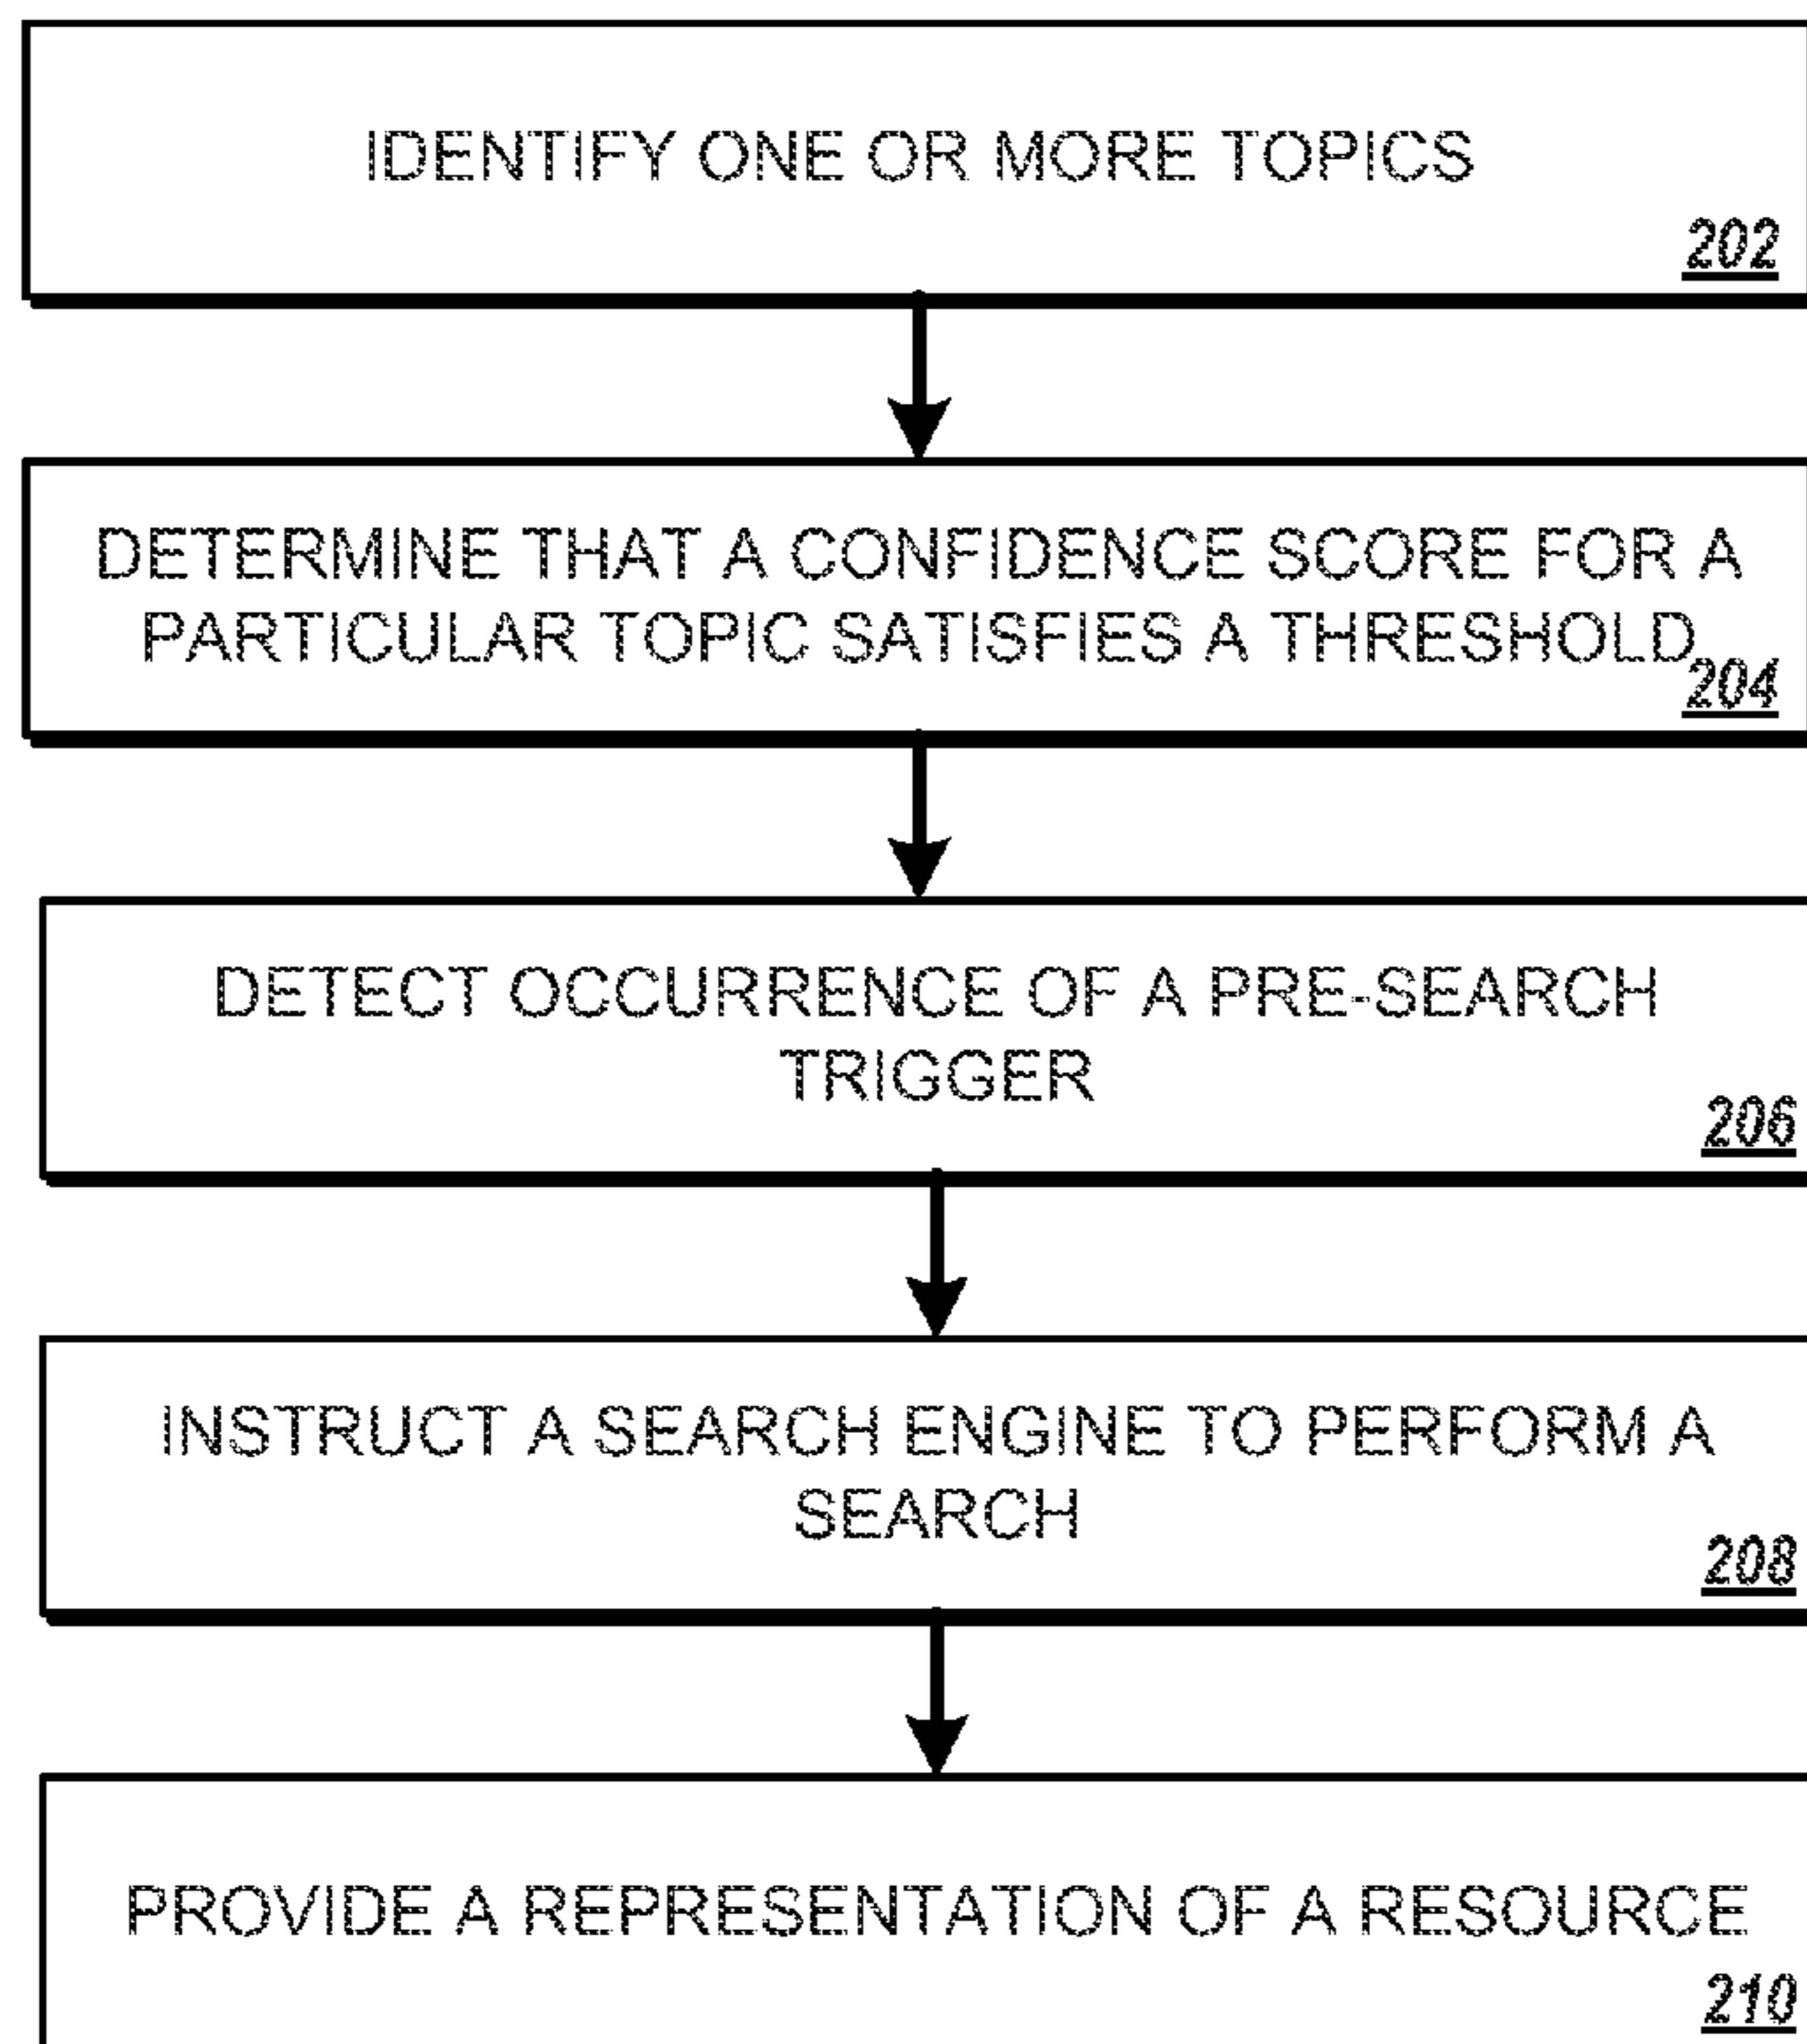 IDENTIFY ONE OR MORE TOPICS
202
DETERMINE THAT A CONFIDENCE SCORE FOR A
PARTICULAR TOPIC SATISFIES A THRESHOLD
204
DETECT OCCURRENCE OF A PRE-SEARCH
TRIGGER
206
INSTRUCT A SEARCH ENGINE TO PERFORM A
SEARCH
208
PROVIDE A REPRESENTATION OF A RESOURCE
210